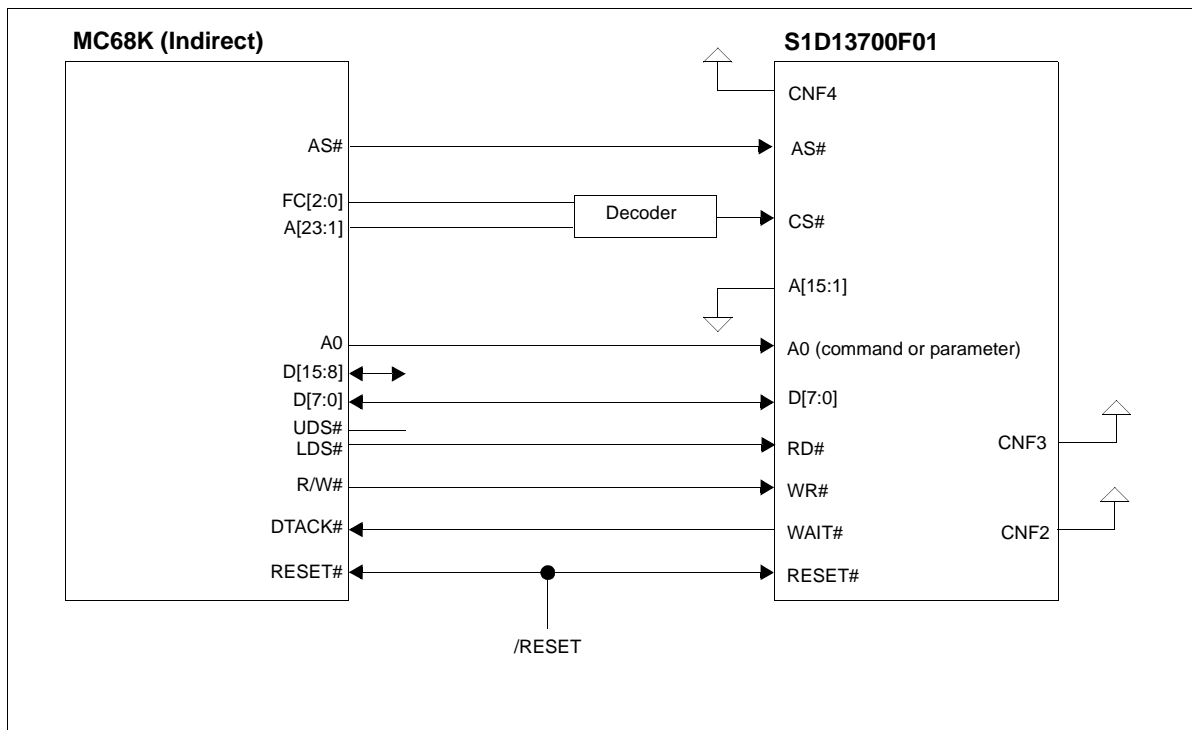 MC68K (Indirect)
S1D13700F01
CNF4
AS#
AS#
FC[2:0]
Decoder
CS#
A[23:1]
A[15:1]
A0
A0 (command or parameter)
D[15:8]
D[7:0]
D[7:0]
UDS#
LDS#
RD#
CNF3
R/W#
WR#
DTACK#
WAIT#
CNF2
RESET#
RESET#
/RESET